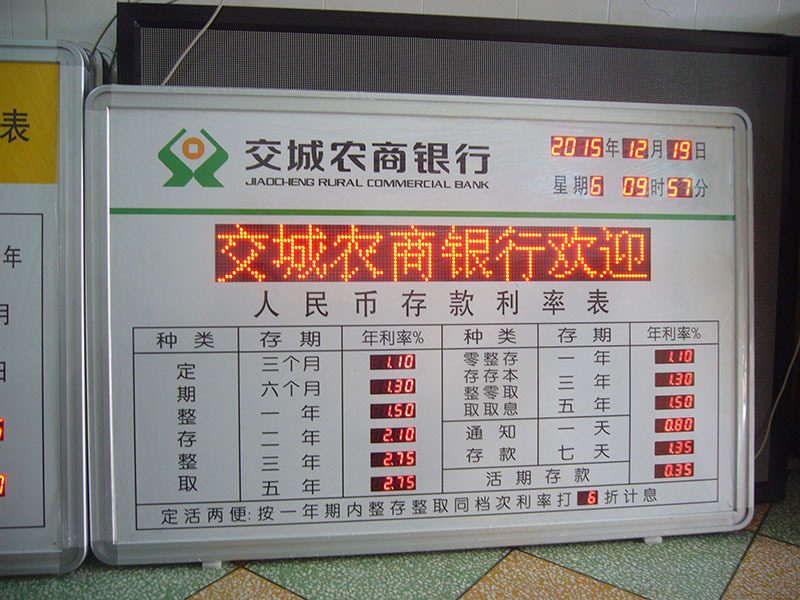 表
年
月
日
交城农商银行
JIAOCHENG RURAL COMMERCIAL BANK
2015年12月19日
星期6 09时57分
交城农商银行欢迎
人民币存款利率表
种类 存期 年利率% 种类 存期 年利率%
定期整存整取 三个月 1.10 零整存 一年 1.10
六个月 1.30 存存本 三年 1.30
一年 1.50 整零取 五年 1.50
取取息
二年 2.10 通知 一天 0.80
三年 2.75 存款 七天 1.35
五年 2.75 活期存款 0.35
定活两便:按一年期内整存整取同档次利率打6折计息